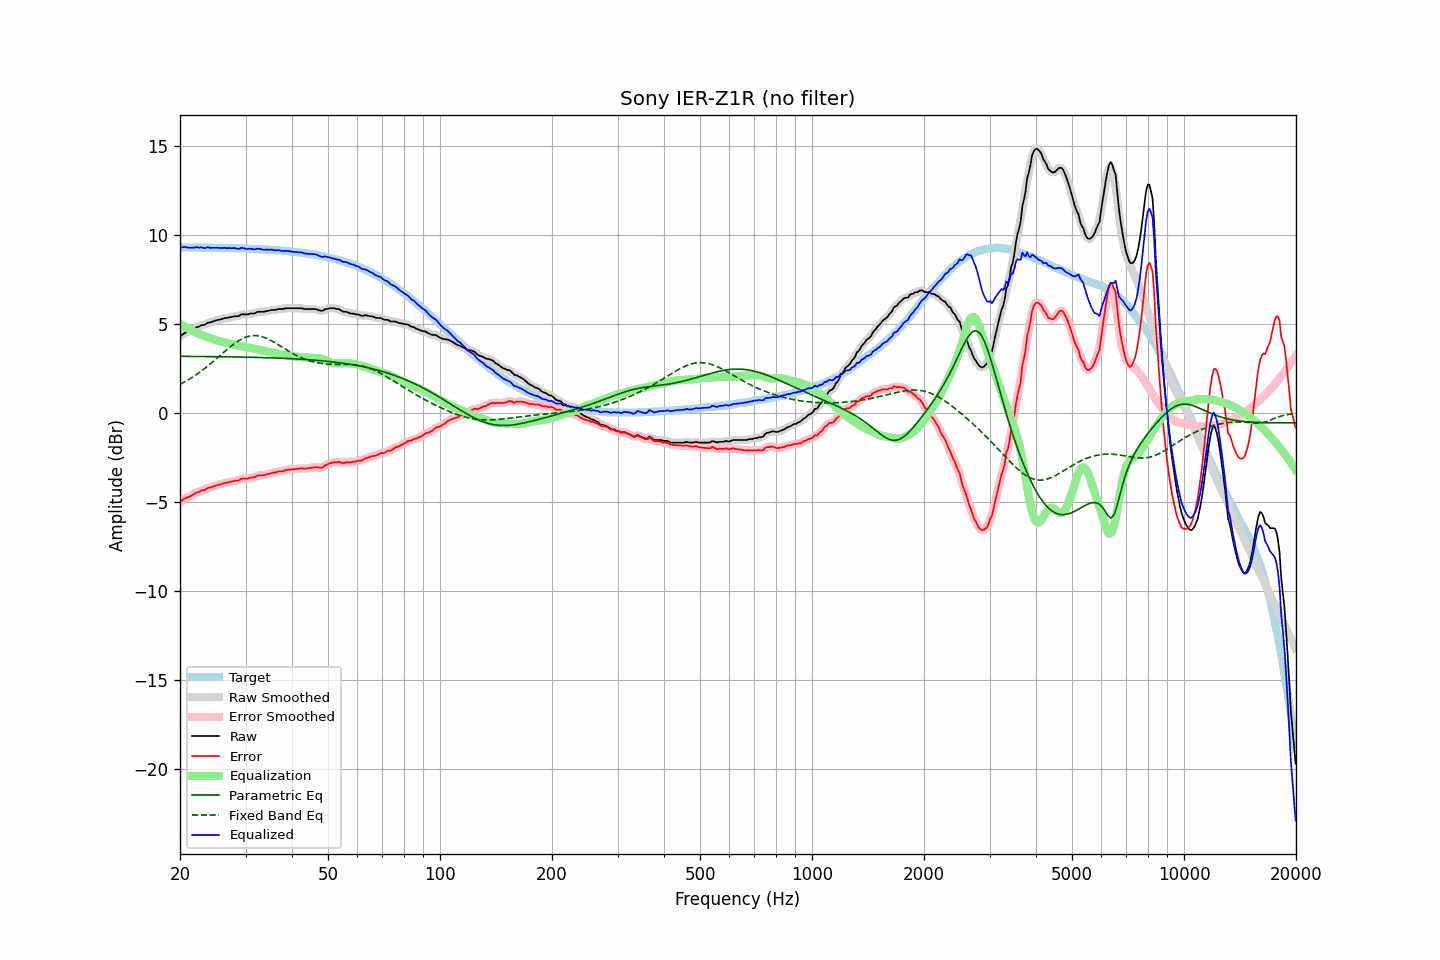 Sony IER-Z1R (no filter)
Amplitude (dBr)
15
10
5
0
−5
−10
−15
−20
Target
Raw Smoothed
Error Smoothed
Raw
Error
Equalization
Parametric Eq
Fixed Band Eq
Equalized
20 50 100 200 500 1000 2000 5000 10000 20000
Frequency (Hz)